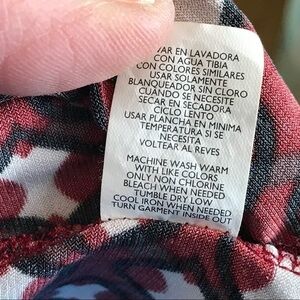 VAR EN LAVADORA
CON AGUA TIBIA
CON COLORES SIMILARES
USAR SOLAMENTE
BLANQUEADOR SIN CLORO
CUANDO SE NECESITE
SECAR EN SECADORA
CICLO LENTO
USAR PLANCHA EN MINIMA
TEMPERATURA SI SE
NECESITA
VOLTEAR AL REVES
MACHINE WASH WARM
WITH LIKE COLORS
ONLY NON CHLORINE
BLEACH WHEN NEEDED
TUMBLE DRY LOW
COOL IRON WHEN NEEDED
TURN GARMENT INSIDE OUT